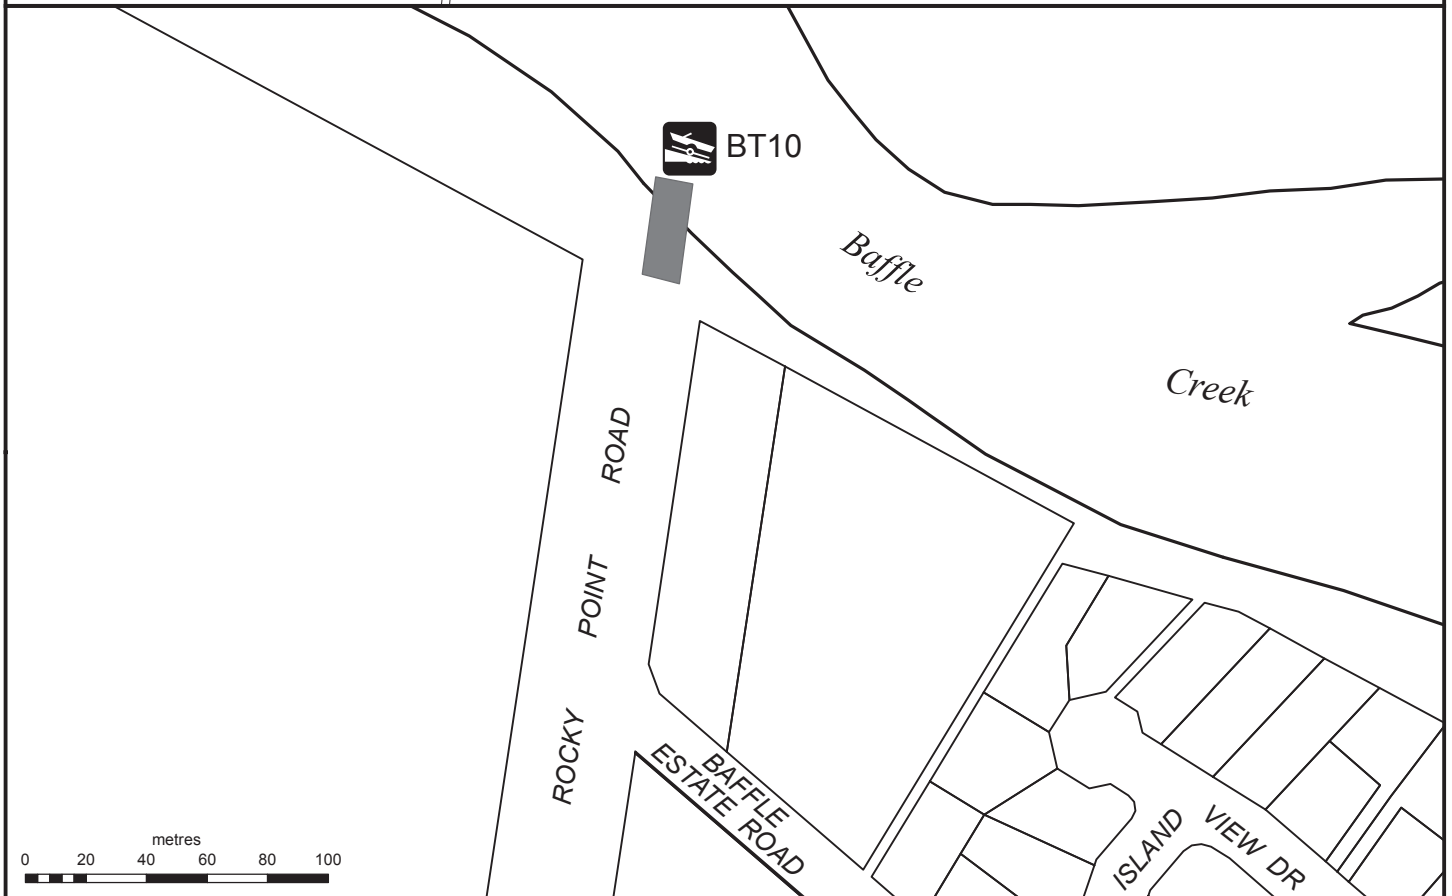 BT10
Baffle
Creek
ROCKY POINT ROAD
BAFFLE
ESTATE ROAD
ISLAND VIEW DR
metres
0 20 40 60 80 100